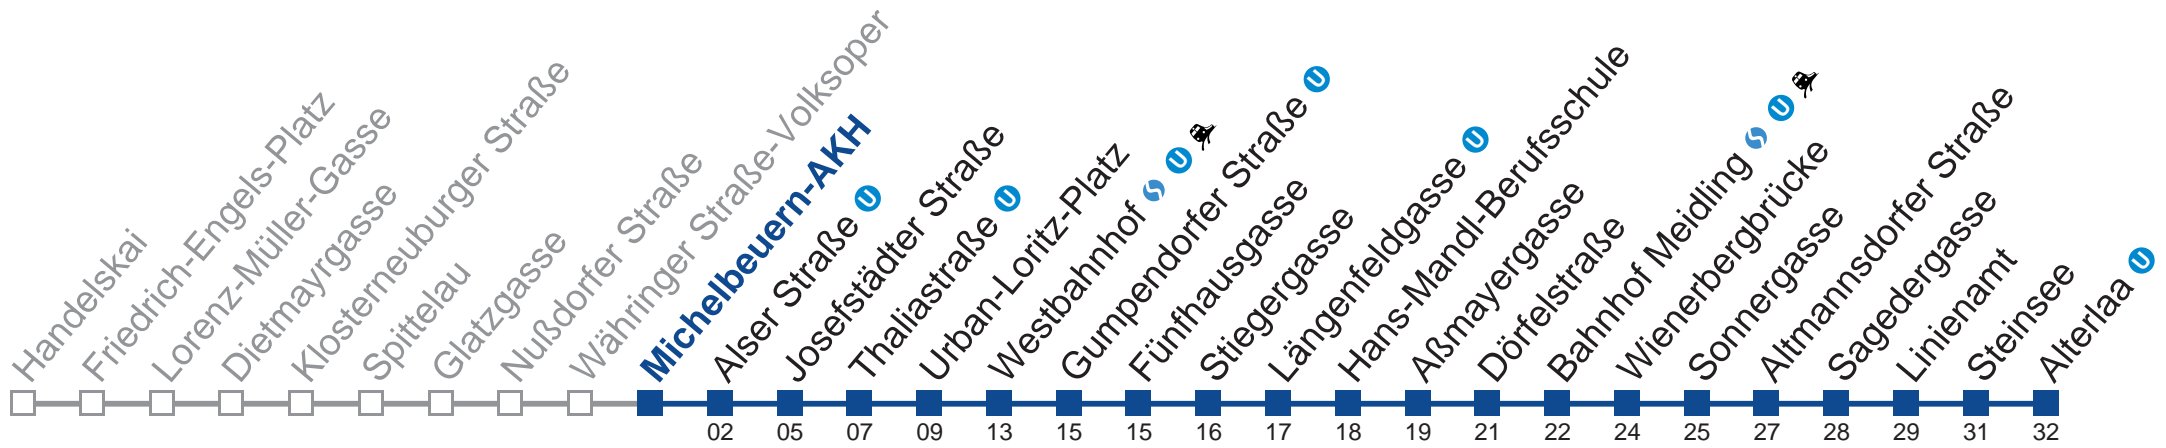 Handelskai
Friedrich-Engels-Platz
Lorenz-Müller-Gasse
Dietmayrgasse
Klosterneuburger Straße
Spittelau
Glatzgasse
Nußdorfer Straße
Währinger Straße-Volksoper
Michelbeuern-AKH
Alser Straße U
Josefstädter Straße
Thaliastraße U
Urban-Loritz-Platz
Westbahnhof S U
Gumpendorfer Straße U
Fünfhausgasse
Stiegergasse
Längenfeldgasse U
Hans-Mandl-Berufsschule
Aßmayergasse
Dörfelstraße
Bahnhof Meidling S U
Wienerbergbrücke
Sonnergasse
Altmannsdorfer Straße
Sagedergasse
Linienamt
Steinsee
Alterlaa U
02 05 07 09 13 15 15 16 17 18 19 21 22 24 25 27 28 29 31 32